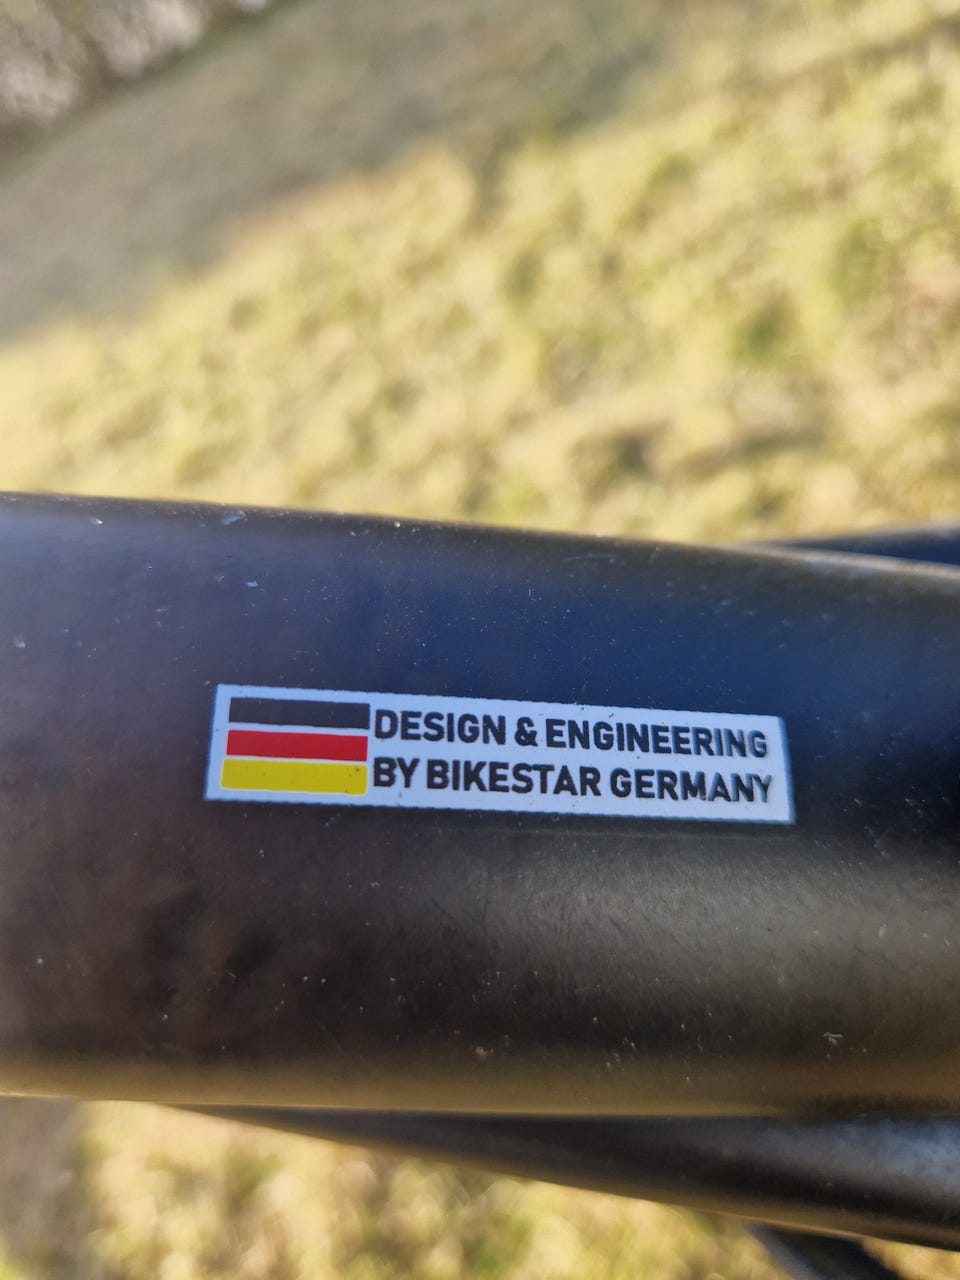 DESIGN & ENGINEERING
BY BIKESTAR GERMANY